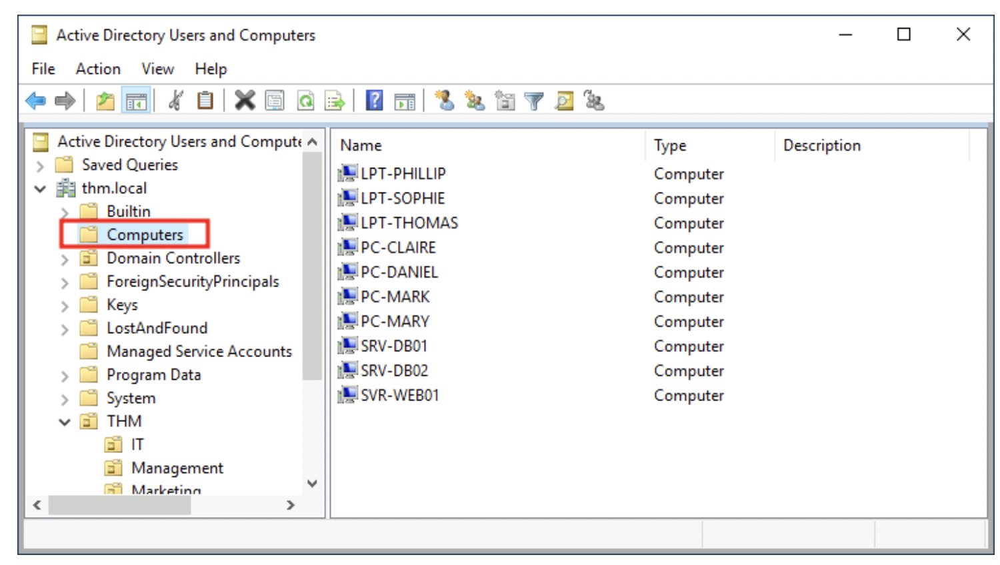 Active Directory Users and Computers
File Action View Help
Active Directory Users and Compute
Saved Queries
thm.local
Builtin
Computers
Domain Controllers
ForeignSecurityPrincipals
Keys
LostAndFound
Managed Service Accounts
Program Data
System
THM
IT
Management
Marketing
Name Type Description
LPT-PHILLIP Computer
LPT-SOPHIE Computer
LPT-THOMAS Computer
PC-CLAIRE Computer
PC-DANIEL Computer
PC-MARK Computer
PC-MARY Computer
SRV-DB01 Computer
SRV-DB02 Computer
SVR-WEB01 Computer